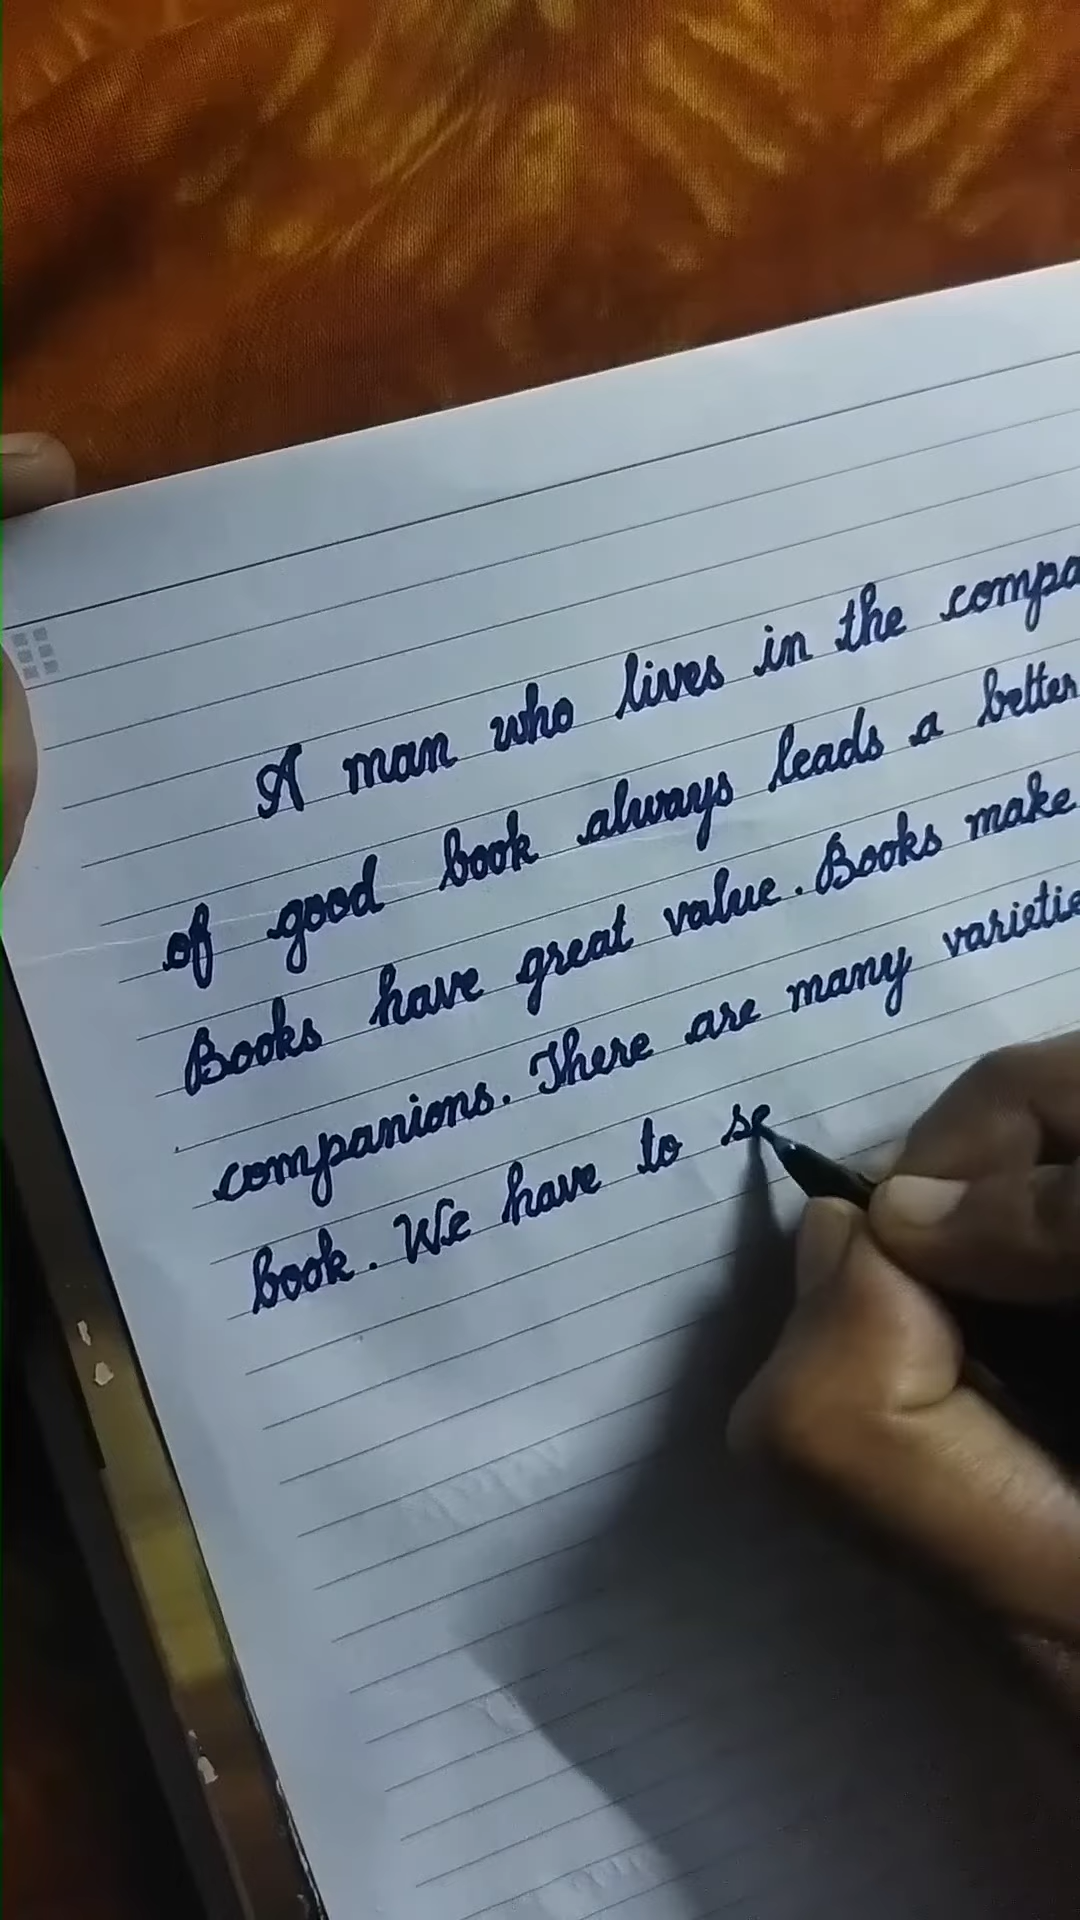 A man who lives in the compa
of good book always leads a better
Books have great value. Books make
companions. There are many varietie
book. We have to se